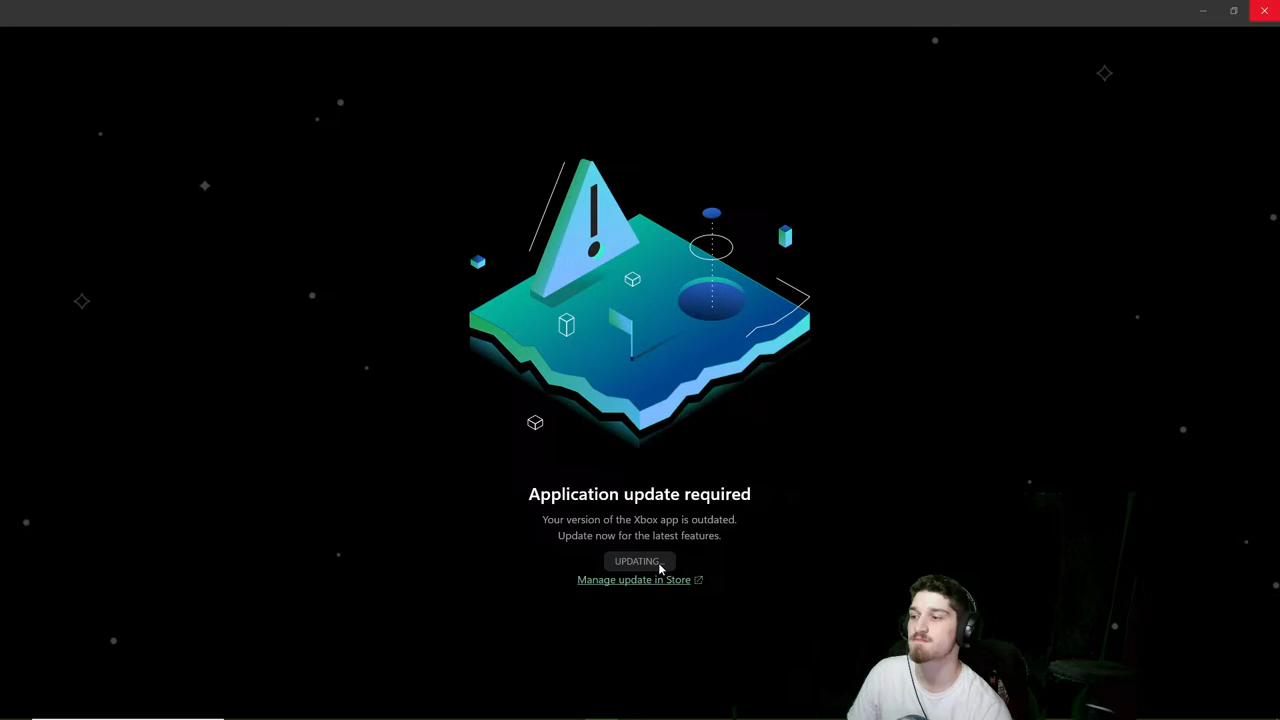 Application update required
Your version of the Xbox app is outdated.
Update now for the latest features.
UPDATING...
Manage update in Store